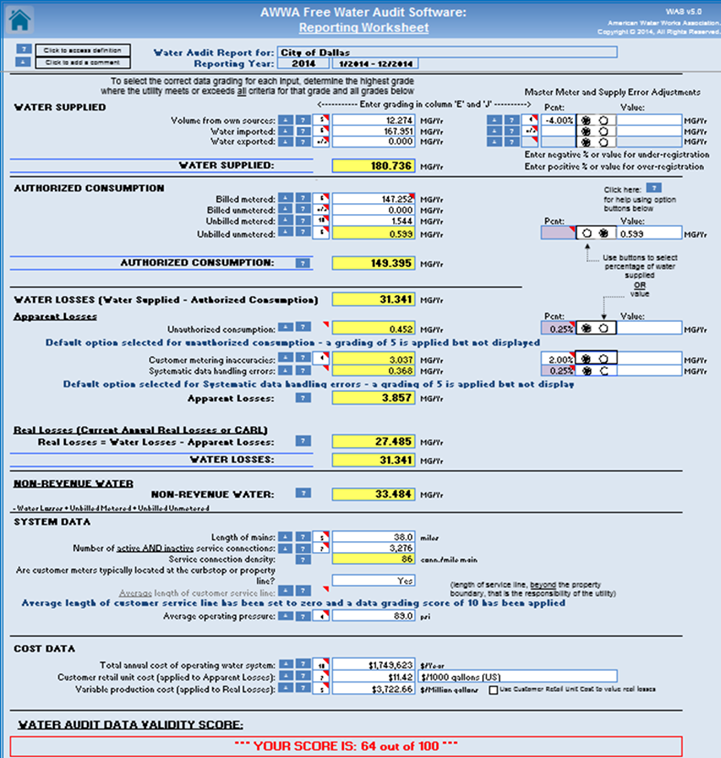 AWWA Free Water Audit Software:
Reporting Worksheet
WAS v5.0
American Water Works Association.
Copyright © 2014, All Rights Reserved.
? Click to access definition
+ Click to add a comment
Water Audit Report for: City of Dallas
Reporting Year: 2014 1/2014 - 12/2014
To select the correct data grading for each input, determine the highest grade
where the utility meets or exceeds all criteria for that grade and all grades below
Master Meter and Supply Error Adjustments
WATER SUPPLIED
<----------- Enter grading in column 'E' and 'J' ---------->
Pcnt: Value:
Volume from own sources: + ? 12.274 MG/Yr + ? -4.00% MG/Yr
Water imported: + ? 167.951 MG/Yr + ? MG/Yr
Water exported: + ? 0.000 MG/Yr + ? MG/Yr
Enter negative % or value for under-registration
Enter positive % or value for over-registration
WATER SUPPLIED: 180.736 MG/Yr
AUTHORIZED CONSUMPTION
Click here: ?
for help using option
buttons below
Billed metered: + ? 147.252 MG/Yr
Billed unmetered: + ? 0.000 MG/Yr
Unbilled metered: + ? 10 1.544 MG/Yr
Pcnt: Value:
Unbilled unmetered: + ? 0.599 MG/Yr 0.599 MG/Yr
AUTHORIZED CONSUMPTION: ? 149.395 MG/Yr
Use buttons to select
percentage of water
supplied
OR
value
WATER LOSSES (Water Supplied - Authorized Consumption) 31.341 MG/Yr
Apparent Losses
Pcnt: Value:
Unauthorized consumption: + ? 0.452 MG/Yr 0.25% MG/Yr
Default option selected for unauthorized consumption - a grading of 5 is applied but not displayed
Customer metering inaccuracies: + ? 3.037 MG/Yr 2.00% MG/Yr
Systematic data handling errors: + ? 0.368 MG/Yr 0.25% MG/Yr
Default option selected for Systematic data handling errors - a grading of 5 is applied but not display
Apparent Losses: ? 3.857 MG/Yr
Real Losses (Current Annual Real Losses or CARL)
Real Losses = Water Losses - Apparent Losses: ? 27.485 MG/Yr
WATER LOSSES: 31.341 MG/Yr
NON-REVENUE WATER
NON-REVENUE WATER: ? 33.484 MG/Yr
= Water Losses + Unbilled Metered + Unbilled Unmetered
SYSTEM DATA
Length of mains: + ? 38.0 miles
Number of active AND inactive service connections: + ? 3,276
Service connection density: ? 86 conn./mile main
Are customer meters typically located at the curbstop or property
line? Yes
(length of service line, beyond the property
boundary, that is the responsibility of the utility)
Average length of customer service line: + ?
Average length of customer service line has been set to zero and a data grading score of 10 has been applied
Average operating pressure: + ? 89.0 psi
COST DATA
Total annual cost of operating water system: + ? 10 $1,749,623 $/Year
Customer retail unit cost (applied to Apparent Losses): + ? $11.42 $/1000 gallons (US)
Variable production cost (applied to Real Losses): + ? $3,722.66 $/Million gallons Use Customer Retail Unit Cost to value real losses
WATER AUDIT DATA VALIDITY SCORE:
*** YOUR SCORE IS: 64 out of 100 ***